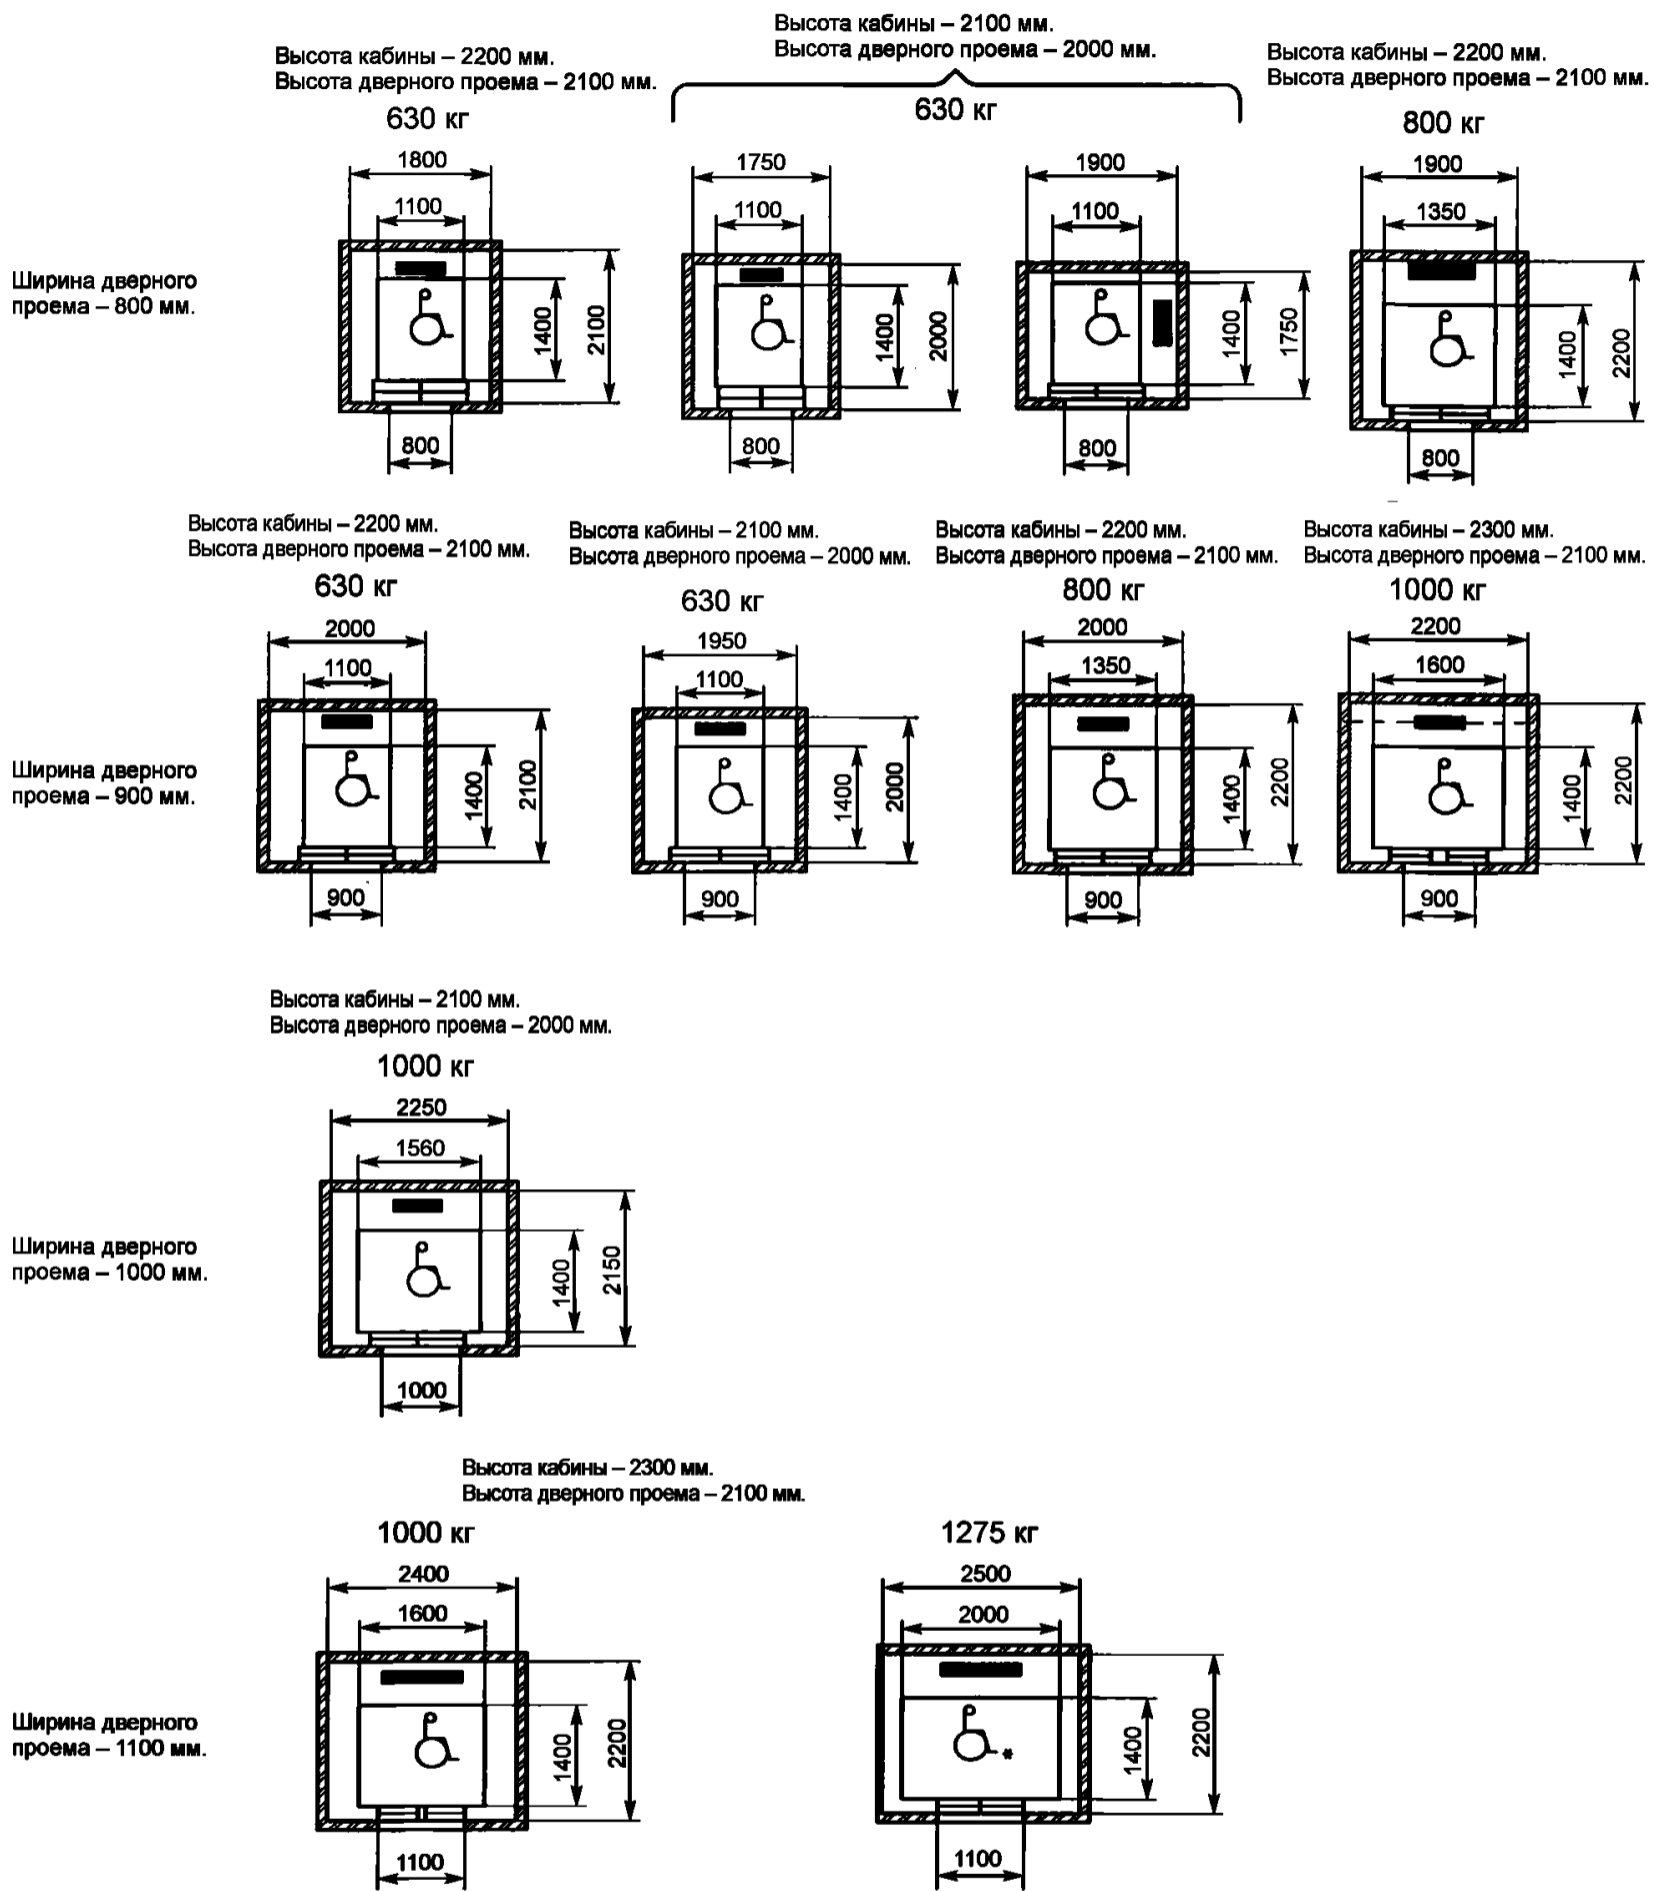 Высота кабины – 2200 мм.
Высота дверного проема – 2100 мм.
630 кг
Высота кабины – 2100 мм.
Высота дверного проема – 2000 мм.
630 кг
Высота кабины – 2200 мм.
Высота дверного проема – 2100 мм.
800 кг
Ширина дверного
проема – 800 мм.
1800
1100
1400
2100
800
1750
1100
1400
2000
800
1900
1100
1400
1750
800
1900
1350
1400
2200
800
Высота кабины – 2200 мм.
Высота дверного проема – 2100 мм.
630 кг
Высота кабины – 2100 мм.
Высота дверного проема – 2000 мм.
630 кг
Высота кабины – 2200 мм.
Высота дверного проема – 2100 мм.
800 кг
Высота кабины – 2300 мм.
Высота дверного проема – 2100 мм.
1000 кг
Ширина дверного
проема – 900 мм.
2000
1100
1400
2100
900
1950
1100
1400
2000
900
2000
1350
1400
2200
900
2200
1600
1400
2200
900
Высота кабины – 2100 мм.
Высота дверного проема – 2000 мм.
1000 кг
Ширина дверного
проема – 1000 мм.
2250
1560
1400
2150
1000
Высота кабины – 2300 мм.
Высота дверного проема – 2100 мм.
1000 кг
1275 кг
Ширина дверного
проема – 1100 мм.
2400
1600
1400
2200
1100
2500
2000
*
1400
2200
1100